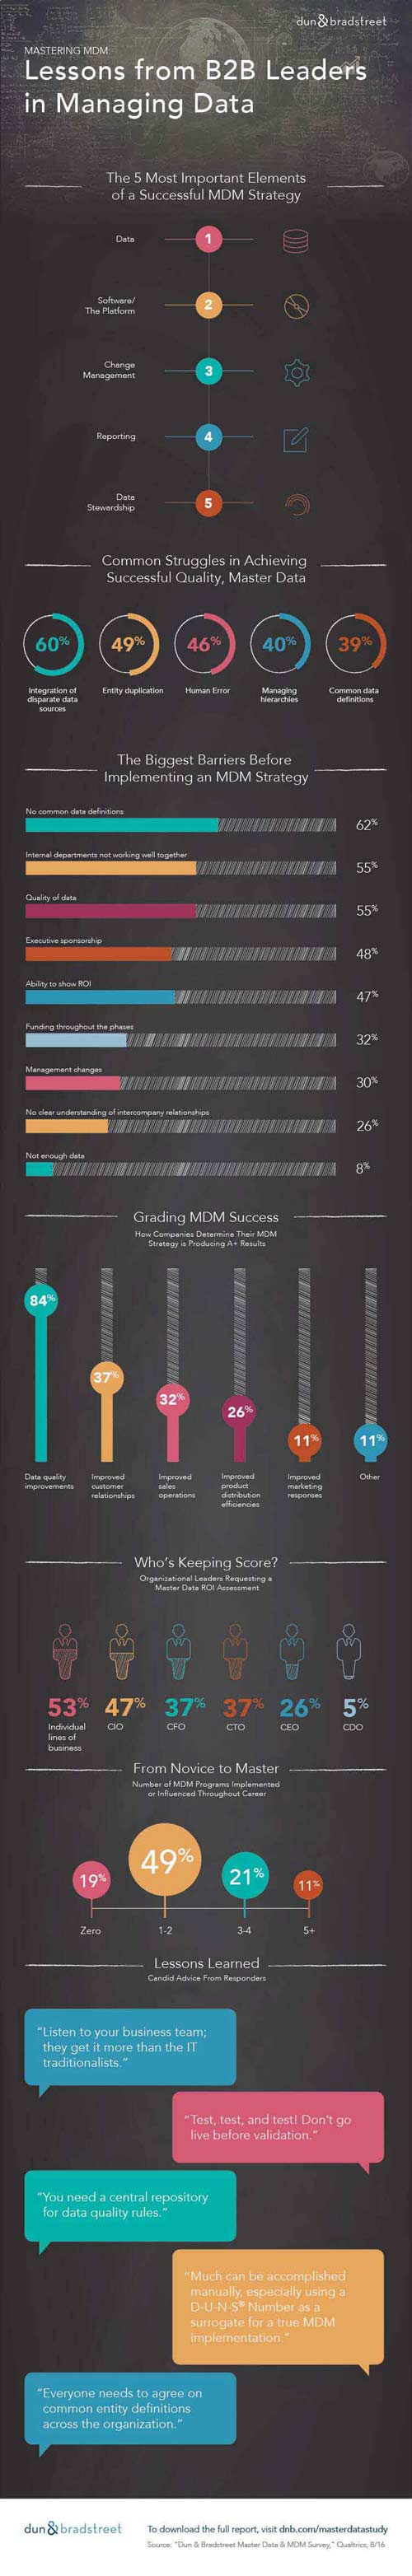 dun&bradstreet
MASTERING MDM:
Lessons from B2B Leaders
in Managing Data
The 5 Most Important Elements
of a Successful MDM Strategy
Data
1
Software/
The Platform
2
Change
Management
3
Reporting
4
Data
Stewardship
5
Common Struggles in Achieving
Successful Quality, Master Data
60%
49%
46%
40%
39%
Integration of
disparate data
sources
Entity duplication
Human Error
Managing
hierarchies
Common data
definitions
The Biggest Barriers Before
Implementing an MDM Strategy
No common data definitions
62%
Internal departments not working well together
55%
Quality of data
55%
Executive sponsorship
48%
Ability to show ROI
47%
Funding throughout the phases
32%
Management changes
30%
No clear understanding of intercompany relationships
26%
Not enough data
8%
Grading MDM Success
How Companies Determine Their MDM
Strategy is Producing A+ Results
84%
37%
32%
26%
11%
11%
Data quality
improvements
Improved
customer
relationships
Improved
sales
operations
Improved
product
distribution
efficiencies
Improved
marketing
responses
Other
Who's Keeping Score?
Organizational Leaders Requesting a
Master Data ROI Assessment
53%
47%
37%
37%
26%
5%
Individual
lines of
business
CIO
CFO
CTO
CEO
CDO
From Novice to Master
Number of MDM Programs Implemented
or Influenced Throughout Career
19%
49%
21%
11%
Zero
1-2
3-4
5+
Lessons Learned
Candid Advice From Responders
"Listen to your business team;
they get it more than the IT
traditionalists."
"Test, test, and test! Don't go
live before validation."
"You need a central repository
for data quality rules."
"Much can be accomplished
manually, especially using a
D-U-N-S® Number as a
surrogate for a true MDM
implementation."
"Everyone needs to agree on
common entity definitions
across the organization."
dun&bradstreet
To download the full report, visit dnb.com/masterdatastudy
Source: "Dun & Bradstreet Master Data & MDM Survey," Qualtrics, 8/16